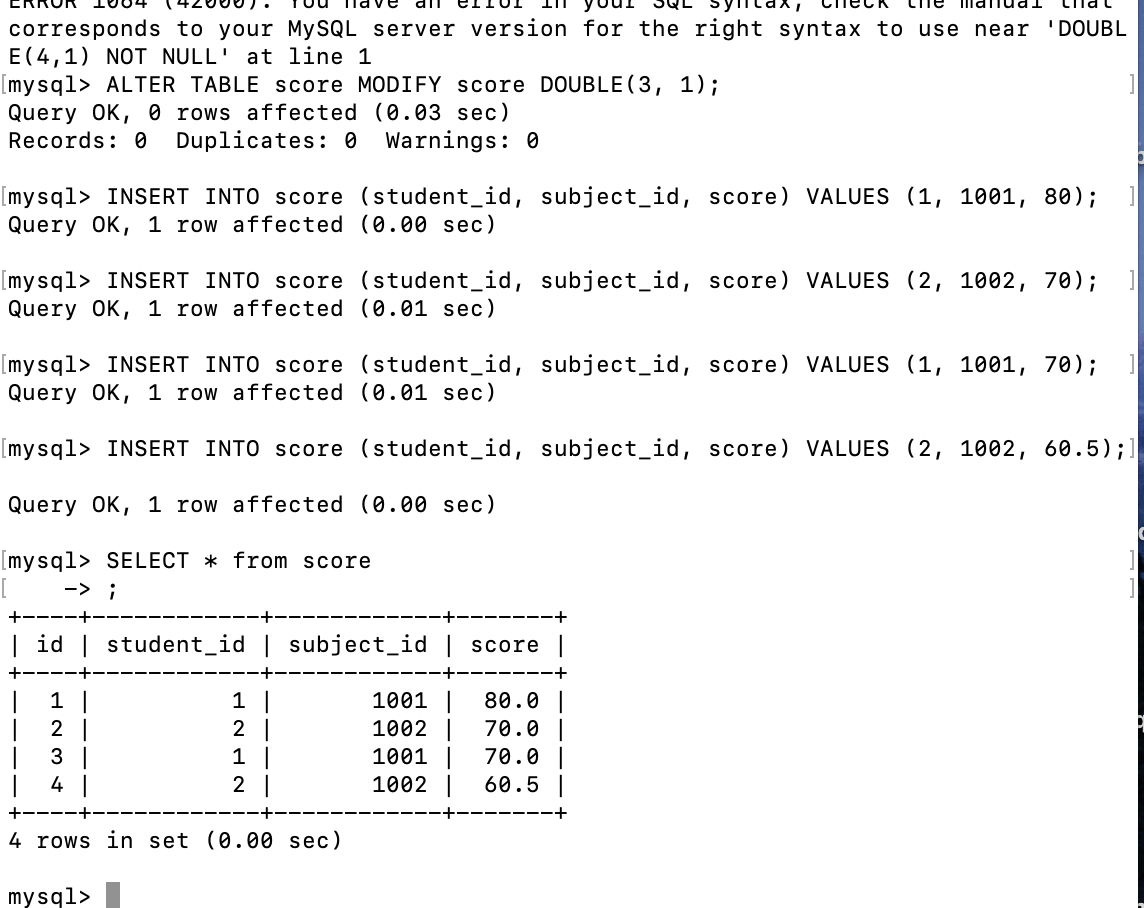 ERROR 1064 (42000): You have an error in your SQL syntax; check the manual that
corresponds to your MySQL server version for the right syntax to use near 'DOUBL
E(4,1) NOT NULL' at line 1
[mysql> ALTER TABLE score MODIFY score DOUBLE(3, 1); ]
Query OK, 0 rows affected (0.03 sec)
Records: 0  Duplicates: 0  Warnings: 0
[mysql> INSERT INTO score (student_id, subject_id, score) VALUES (1, 1001, 80); ]
Query OK, 1 row affected (0.00 sec)
[mysql> INSERT INTO score (student_id, subject_id, score) VALUES (2, 1002, 70); ]
Query OK, 1 row affected (0.01 sec)
[mysql> INSERT INTO score (student_id, subject_id, score) VALUES (1, 1001, 70); ]
Query OK, 1 row affected (0.01 sec)
[mysql> INSERT INTO score (student_id, subject_id, score) VALUES (2, 1002, 60.5);]
Query OK, 1 row affected (0.00 sec)
[mysql> SELECT * from score ]
[    -> ; ]
+----+------------+------------+-------+
| id | student_id | subject_id | score |
+----+------------+------------+-------+
|  1 |          1 |       1001 |  80.0 |
|  2 |          2 |       1002 |  70.0 |
|  3 |          1 |       1001 |  70.0 |
|  4 |          2 |       1002 |  60.5 |
+----+------------+------------+-------+
4 rows in set (0.00 sec)
mysql>